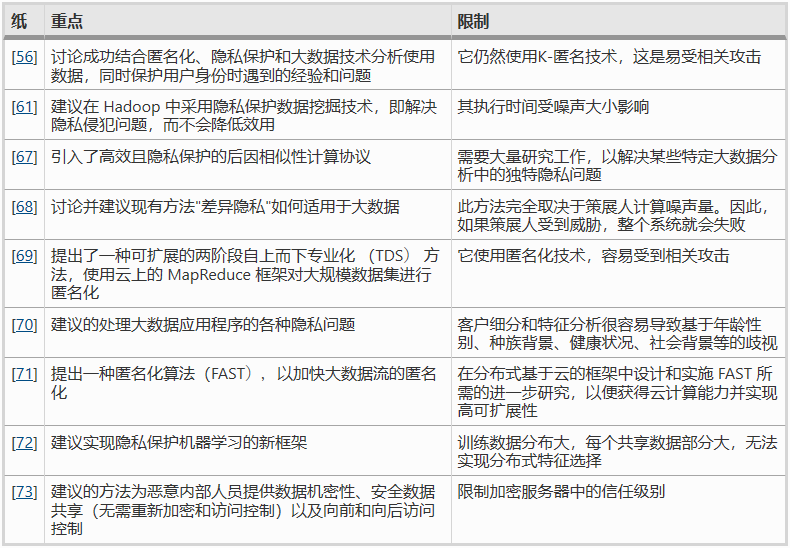 纸 重点 限制
[56] 讨论成功结合匿名化、隐私保护和大数据技术分析使用 它仍然使用K-匿名技术，这是易受相关攻击
数据，同时保护用户身份时遇到的经验和问题
[61] 建议在 Hadoop 中采用隐私保护数据挖掘技术，即解决 其执行时间受噪声大小影响
隐私侵犯问题，而不会降低效用
[67] 引入了高效且隐私保护的后因相似性计算协议 需要大量研究工作，以解决某些特定大数据分
析中的独特隐私问题
[68] 讨论并建议现有方法"差异隐私"如何适用于大数据 此方法完全取决于策展人计算噪声量。因此，
如果策展人受到威胁，整个系统就会失败
[69] 提出了一种可扩展的两阶段自上而下专业化 （TDS） 方 它使用匿名化技术，容易受到相关攻击
法，使用云上的 MapReduce 框架对大规模数据集进行
匿名化
[70] 建议的处理大数据应用程序的各种隐私问题 客户细分和特征分析很容易导致基于年龄性
别、种族背景、健康状况、社会背景等的歧视
[71] 提出一种匿名化算法（FAST），以加快大数据流的匿名 在分布式基于云的框架中设计和实施 FAST 所
化 需的进一步研究，以便获得云计算能力并实现
高可扩展性
[72] 建议实现隐私保护机器学习的新框架 训练数据分布大，每个共享数据部分大，无法
实现分布式特征选择
[73] 建议的方法为恶意内部人员提供数据机密性、安全数据 限制加密服务器中的信任级别
共享（无需重新加密和访问控制）以及向前和向后访问
控制